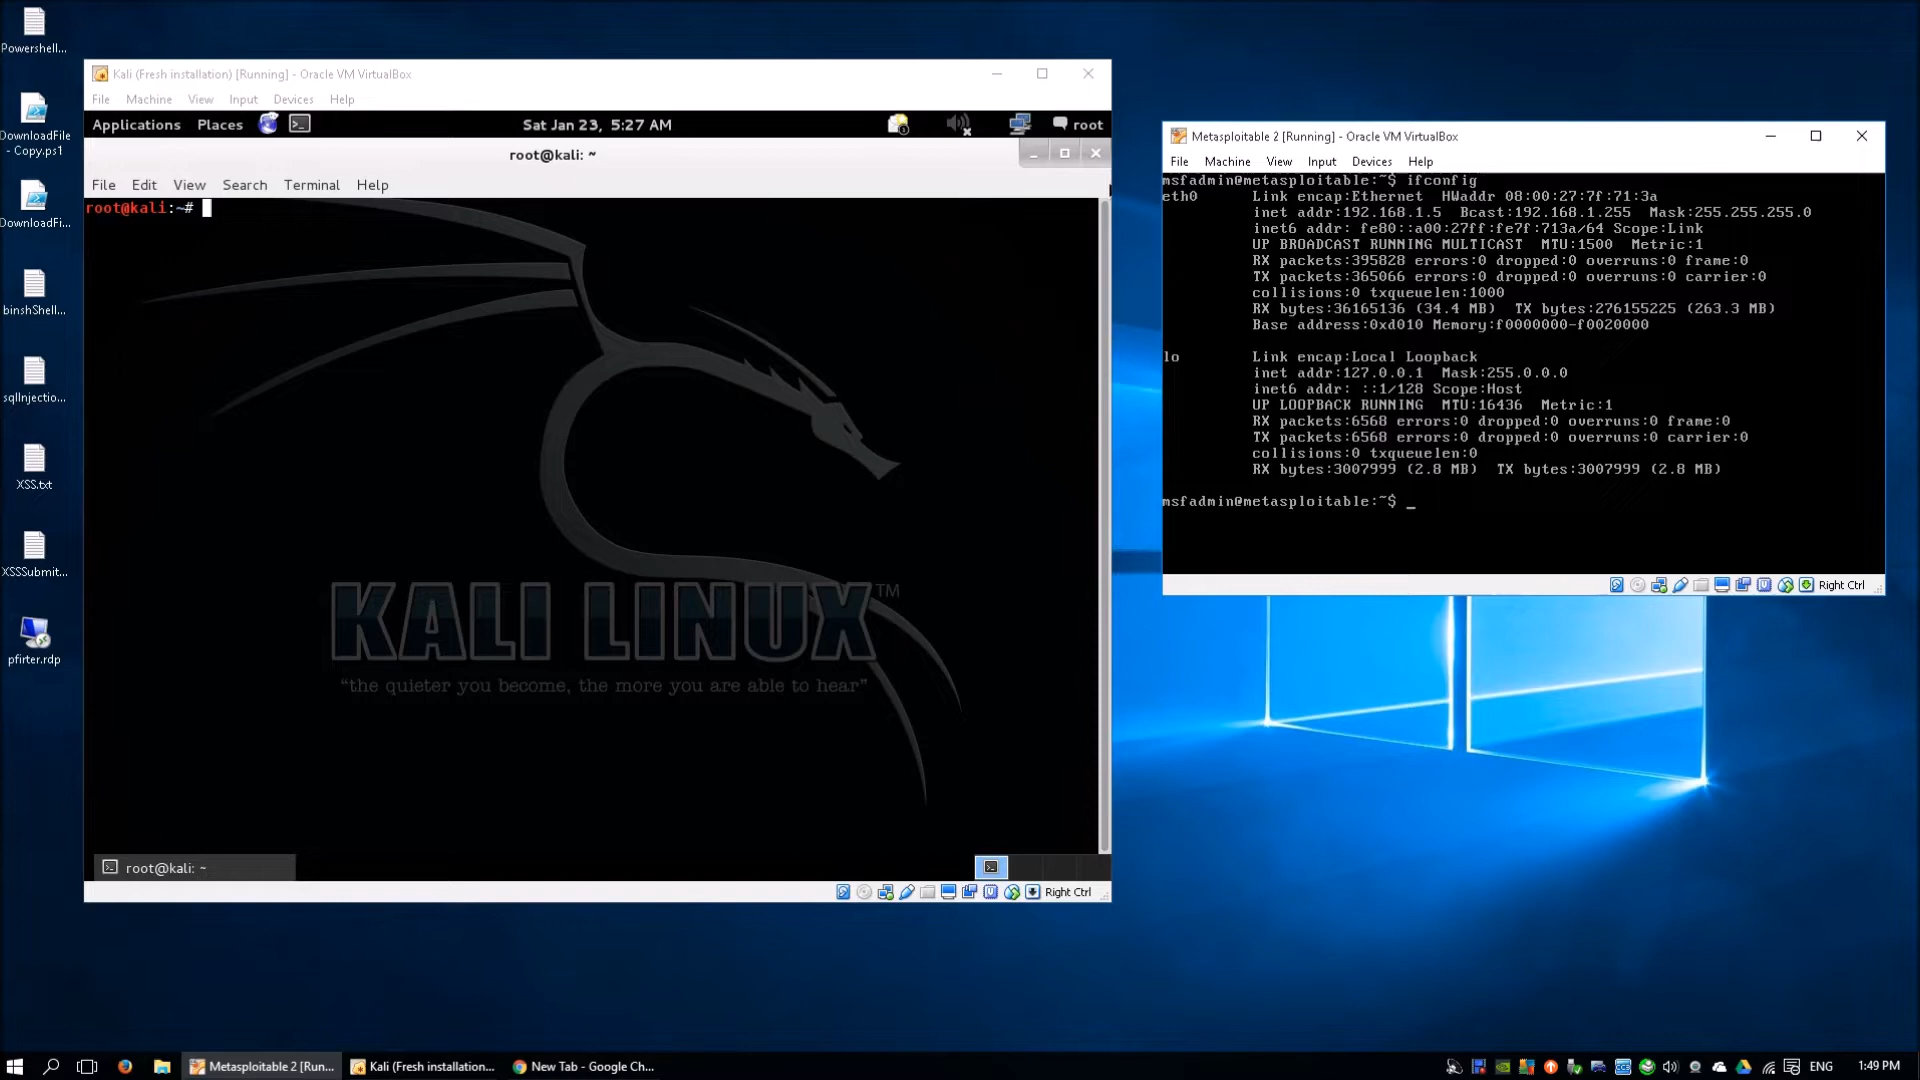 Powershell...
DownloadFile
- Copy.ps1
DownloadFi...
binshShell...
sqlInjectio...
XSS.txt
XSSSubmit...
pfirter.rdp
Kali (Fresh installation) [Running] - Oracle VM VirtualBox
File Machine View Input Devices Help
Applications Places Sat Jan 23, 5:27 AM root
root@kali: ~
File Edit View Search Terminal Help
root@kali:~#
KALI LINUX™
“the quieter you become, the more you are able to hear”
root@kali: ~
Right Ctrl
Metasploitable 2 [Running] - Oracle VM VirtualBox
File Machine View Input Devices Help
msfadmin@metasploitable:~$ ifconfig
eth0 Link encap:Ethernet HWaddr 08:00:27:7f:71:3a
inet addr:192.168.1.5 Bcast:192.168.1.255 Mask:255.255.255.0
inet6 addr: fe80::a00:27ff:fe7f:713a/64 Scope:Link
UP BROADCAST RUNNING MULTICAST MTU:1500 Metric:1
RX packets:395828 errors:0 dropped:0 overruns:0 frame:0
TX packets:365066 errors:0 dropped:0 overruns:0 carrier:0
collisions:0 txqueuelen:1000
RX bytes:36165136 (34.4 MB) TX bytes:276155225 (263.3 MB)
Base address:0xd010 Memory:f0000000-f0020000
lo Link encap:Local Loopback
inet addr:127.0.0.1 Mask:255.0.0.0
inet6 addr: ::1/128 Scope:Host
UP LOOPBACK RUNNING MTU:16436 Metric:1
RX packets:6568 errors:0 dropped:0 overruns:0 frame:0
TX packets:6568 errors:0 dropped:0 overruns:0 carrier:0
collisions:0 txqueuelen:0
RX bytes:3007999 (2.8 MB) TX bytes:3007999 (2.8 MB)
msfadmin@metasploitable:~$ _
Right Ctrl
Metasploitable 2 [Run... Kali (Fresh installation... New Tab - Google Ch... ENG 1:49 PM